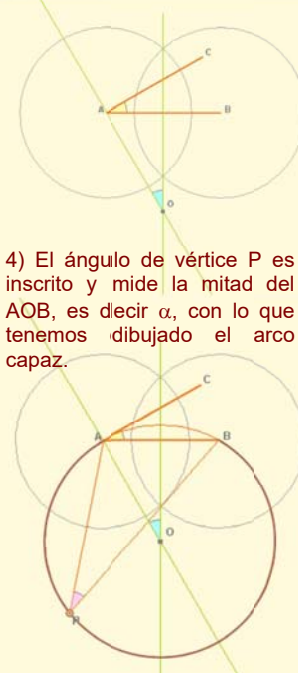 C
A
B
O
4) El ángulo de vértice P es
inscrito y mide la mitad del
AOB, es decir α, con lo que
tenemos dibujado el arco
capaz.
C
A
B
O
P